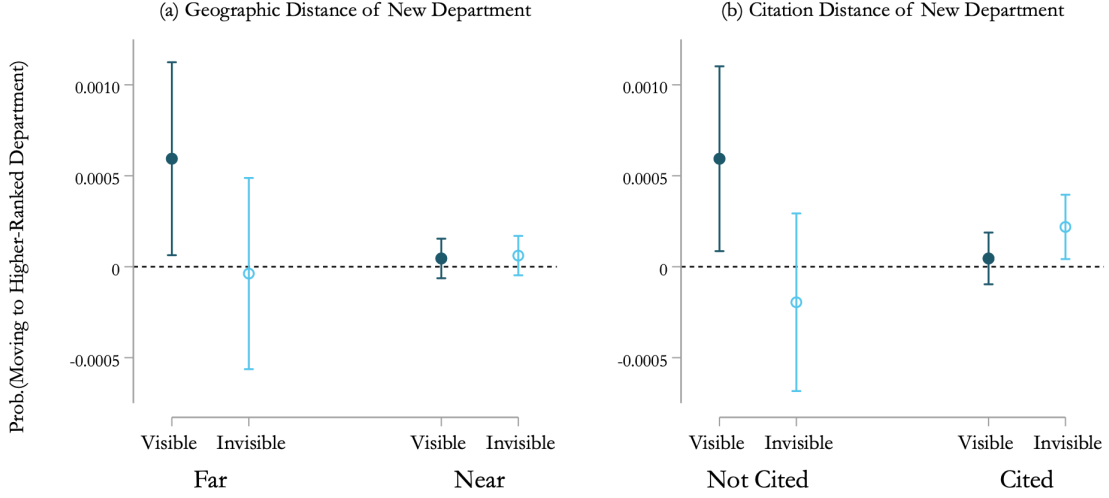 (a) Geographic Distance of New Department
(b) Citation Distance of New Department
Prob.(Moving to Higher-Ranked Department)
0.0010
0.0005
0
-0.0005
Visible Invisible Visible Invisible
Far Near
0.0010
0.0005
0
-0.0005
Visible Invisible Visible Invisible
Not Cited Cited